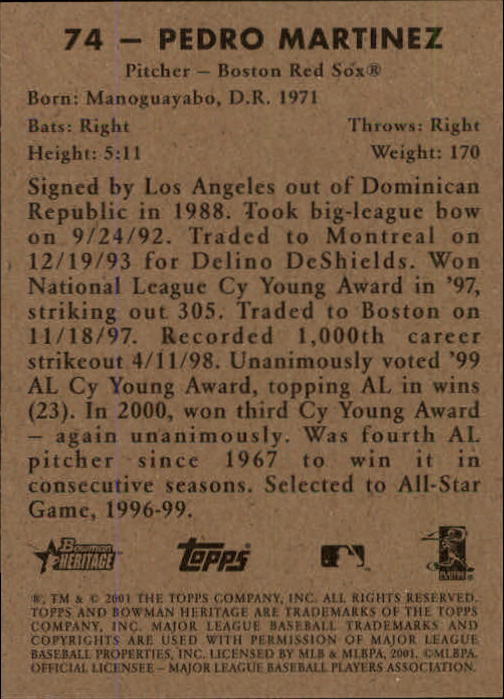 74 – PEDRO MARTINEZ
Pitcher – Boston Red Sox®
Born: Manoguayabo, D.R. 1971
Bats: Right Throws: Right
Height: 5:11 Weight: 170
Signed by Los Angeles out of Dominican
Republic in 1988. Took big-league bow
on 9/24/92. Traded to Montreal on
12/19/93 for Delino DeShields. Won
National League Cy Young Award in '97,
striking out 305. Traded to Boston on
11/18/97. Recorded 1,000th career
strikeout 4/11/98. Unanimously voted '99
AL Cy Young Award, topping AL in wins
(23). In 2000, won third Cy Young Award
– again unanimously. Was fourth AL
pitcher since 1967 to win it in
consecutive seasons. Selected to All-Star
Game, 1996-99.
Bowman
HERITAGE
Topps
®, TM & © 2001 THE TOPPS COMPANY, INC. ALL RIGHTS RESERVED.
TOPPS AND BOWMAN HERITAGE ARE TRADEMARKS OF THE TOPPS
COMPANY, INC. MAJOR LEAGUE BASEBALL TRADEMARKS AND
COPYRIGHTS ARE USED WITH PERMISSION OF MAJOR LEAGUE
BASEBALL PROPERTIES, INC. LICENSED BY MLB & MLBPA, 2001. ©MLBPA.
OFFICIAL LICENSEE – MAJOR LEAGUE BASEBALL PLAYERS ASSOCIATION.